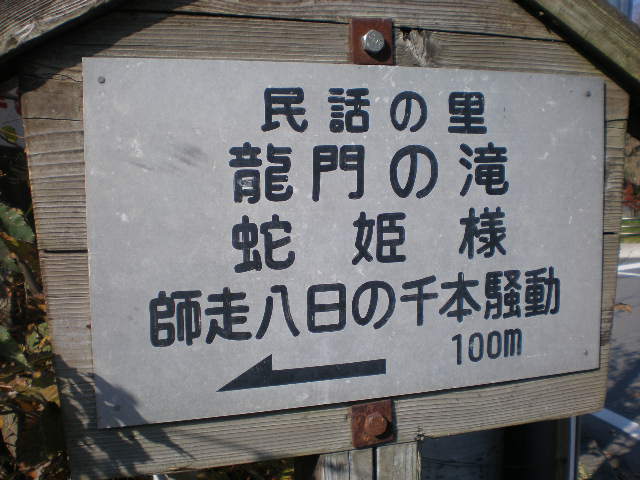 民話の里
龍門の滝
蛇姫様
師走八日の千本騒動
100m